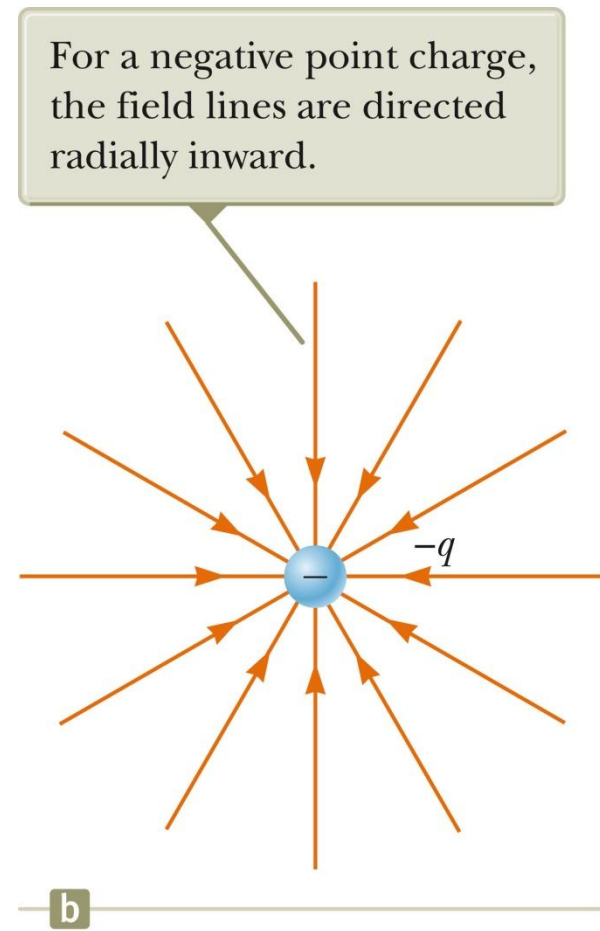 For a negative point charge,
the field lines are directed
radially inward.
−q
−
b